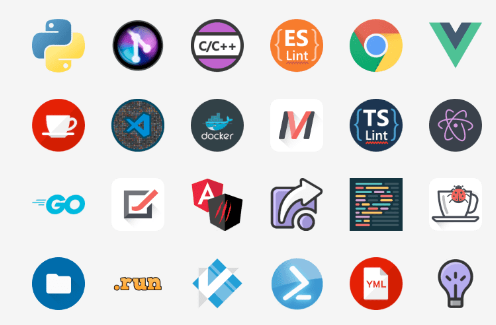 C/C++
{ES}
Lint
docker
{TS}
Lint
GO
.run
YML